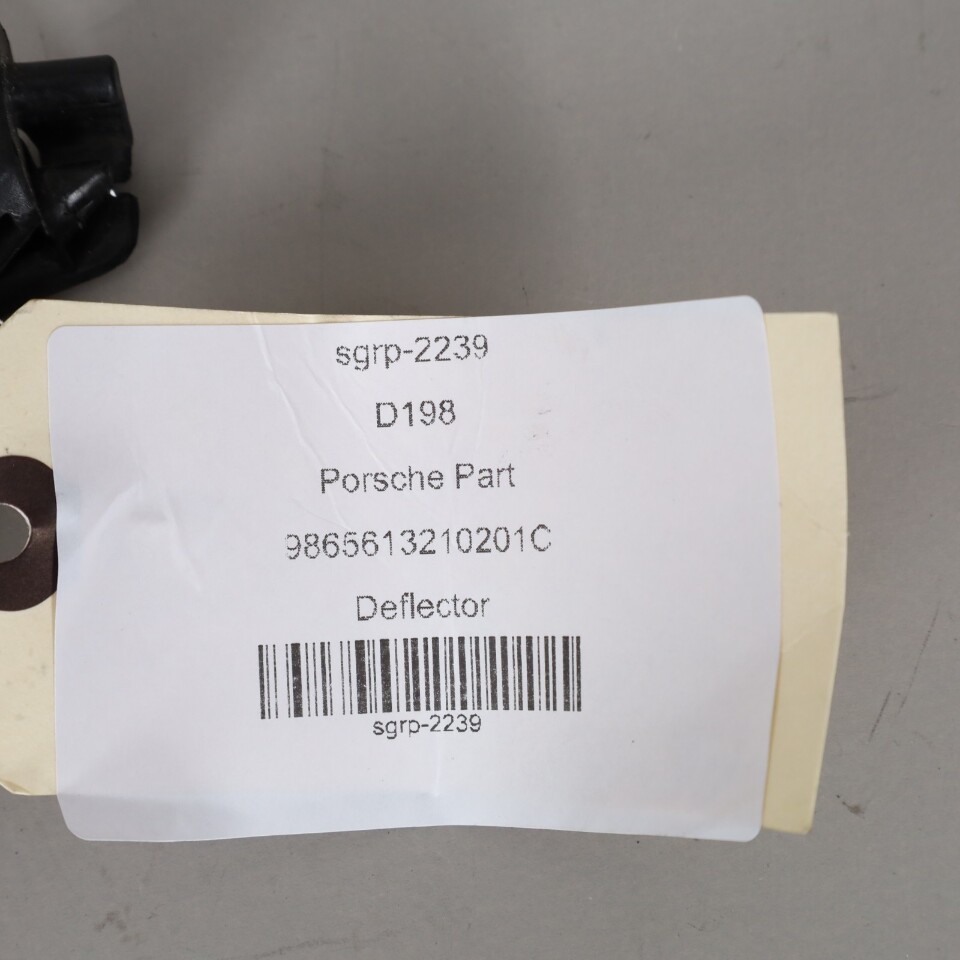 sgrp-2239
D198
Porsche Part
9865613210201C
Deflector
sgrp-2239